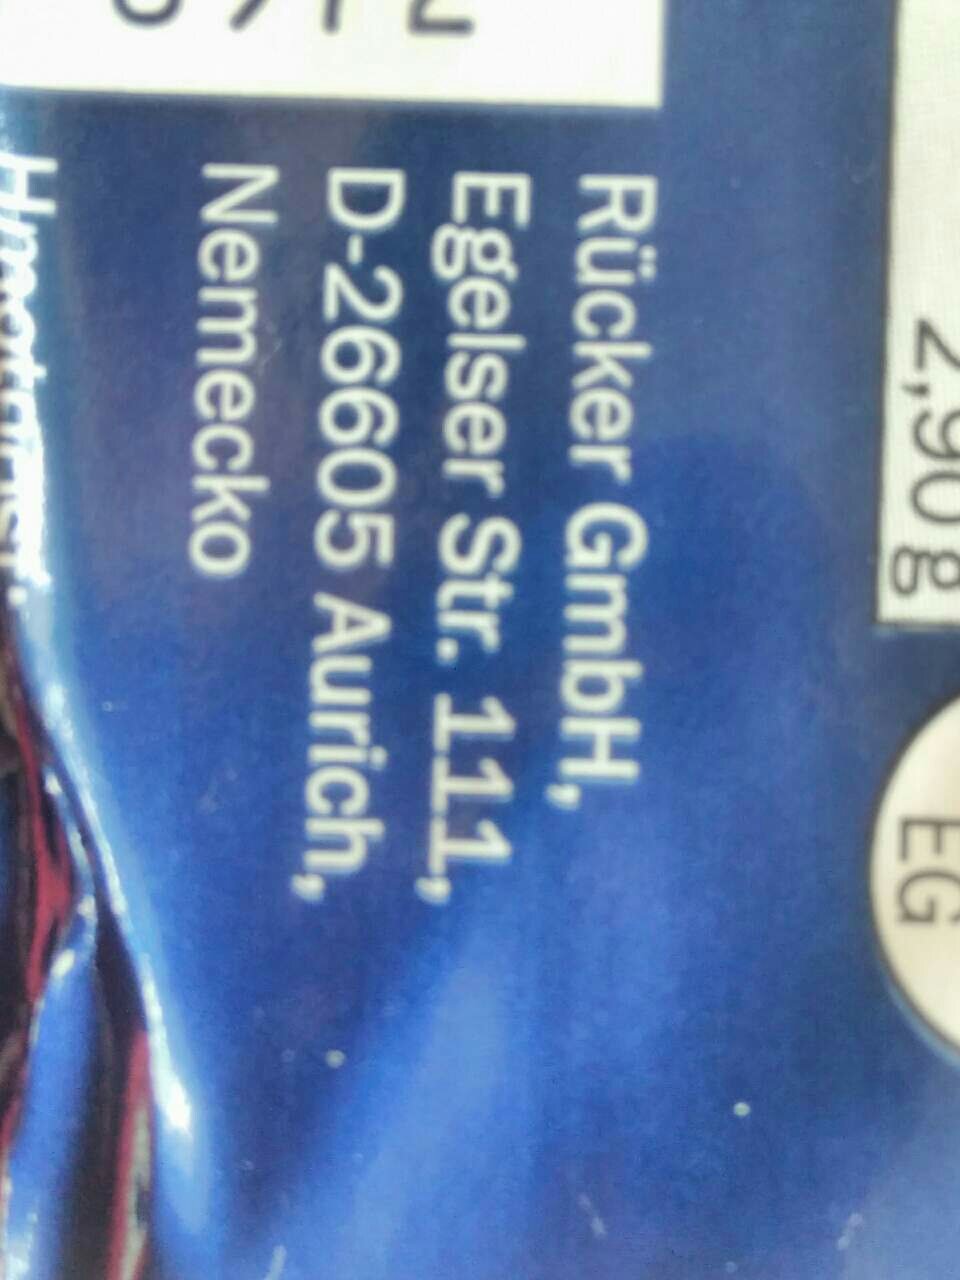 2,90 g
EG
Rücker GmbH,
Egelser Str. 111,
D-26605 Aurich,
Nemecko